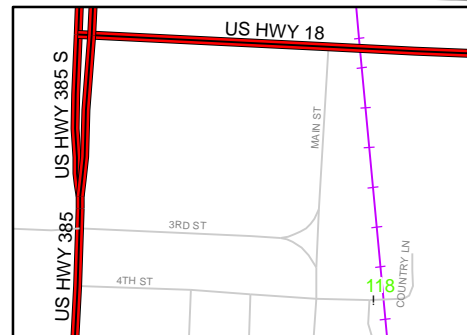 US HWY 18
US HWY 385 S
MAIN ST
3RD ST
US HWY 385
COUNTRY LN
4TH ST
118